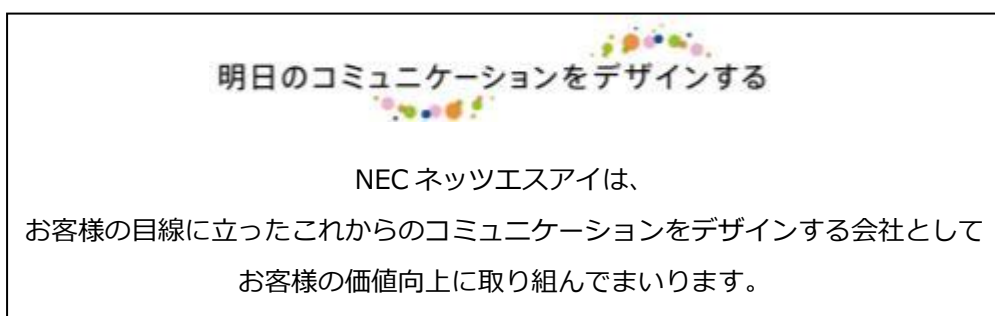 明日のコミュニケーションをデザインする
NECネッツエスアイは、
お客様の目線に立ったこれからのコミュニケーションをデザインする会社として
お客様の価値向上に取り組んでまいります。